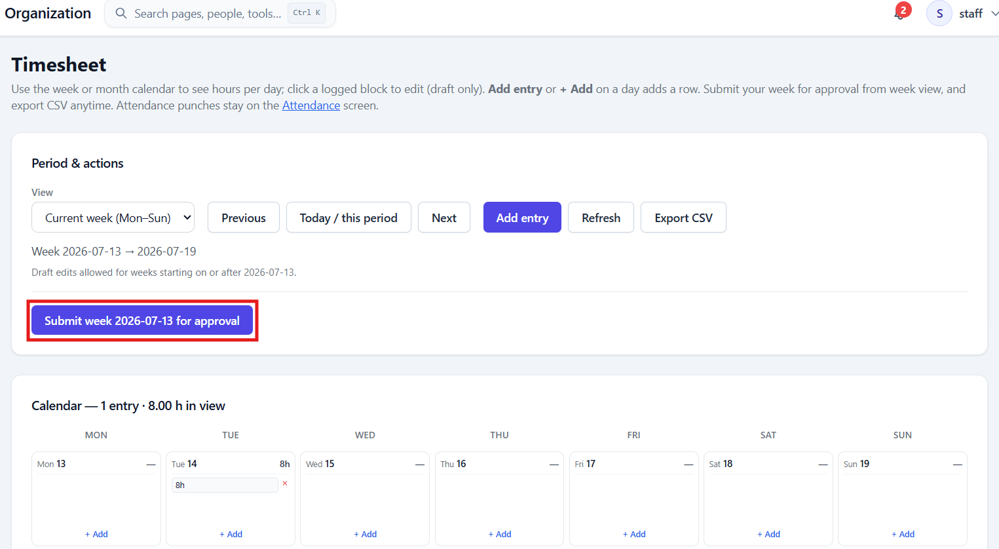 Organization
Search pages, people, tools...
Ctrl K
2
S
staff
Timesheet
Use the week or month calendar to see hours per day; click a logged block to edit (draft only). Add entry or + Add on a day adds a row. Submit your week for approval from week view, and
export CSV anytime. Attendance punches stay on the Attendance screen.
Period & actions
View
Current week (Mon–Sun)
Previous
Today / this period
Next
Add entry
Refresh
Export CSV
Week 2026-07-13 → 2026-07-19
Draft edits allowed for weeks starting on or after 2026-07-13.
Submit week 2026-07-13 for approval
Calendar — 1 entry · 8.00 h in view
MON TUE WED THU FRI SAT SUN
Mon 13 — Tue 14 8h Wed 15 — Thu 16 — Fri 17 — Sat 18 — Sun 19 —
8h ×
+ Add + Add + Add + Add + Add + Add + Add